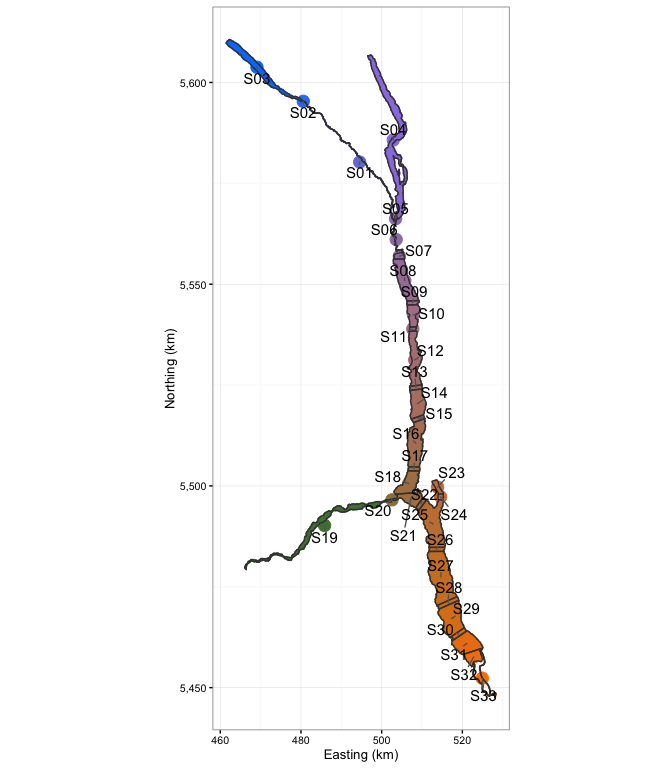 5,600
5,550
5,500
5,450
Northing (km)
S03
S02
S04
S01
S05
S06
S07
S08
S09
S10
S11
S12
S13
S14
S15
S16
S17
S18
S23
S22
S20
S25
S24
S19
S21
S26
S27
S28
S29
S30
S31
S32
S33
460
480
500
520
Easting (km)